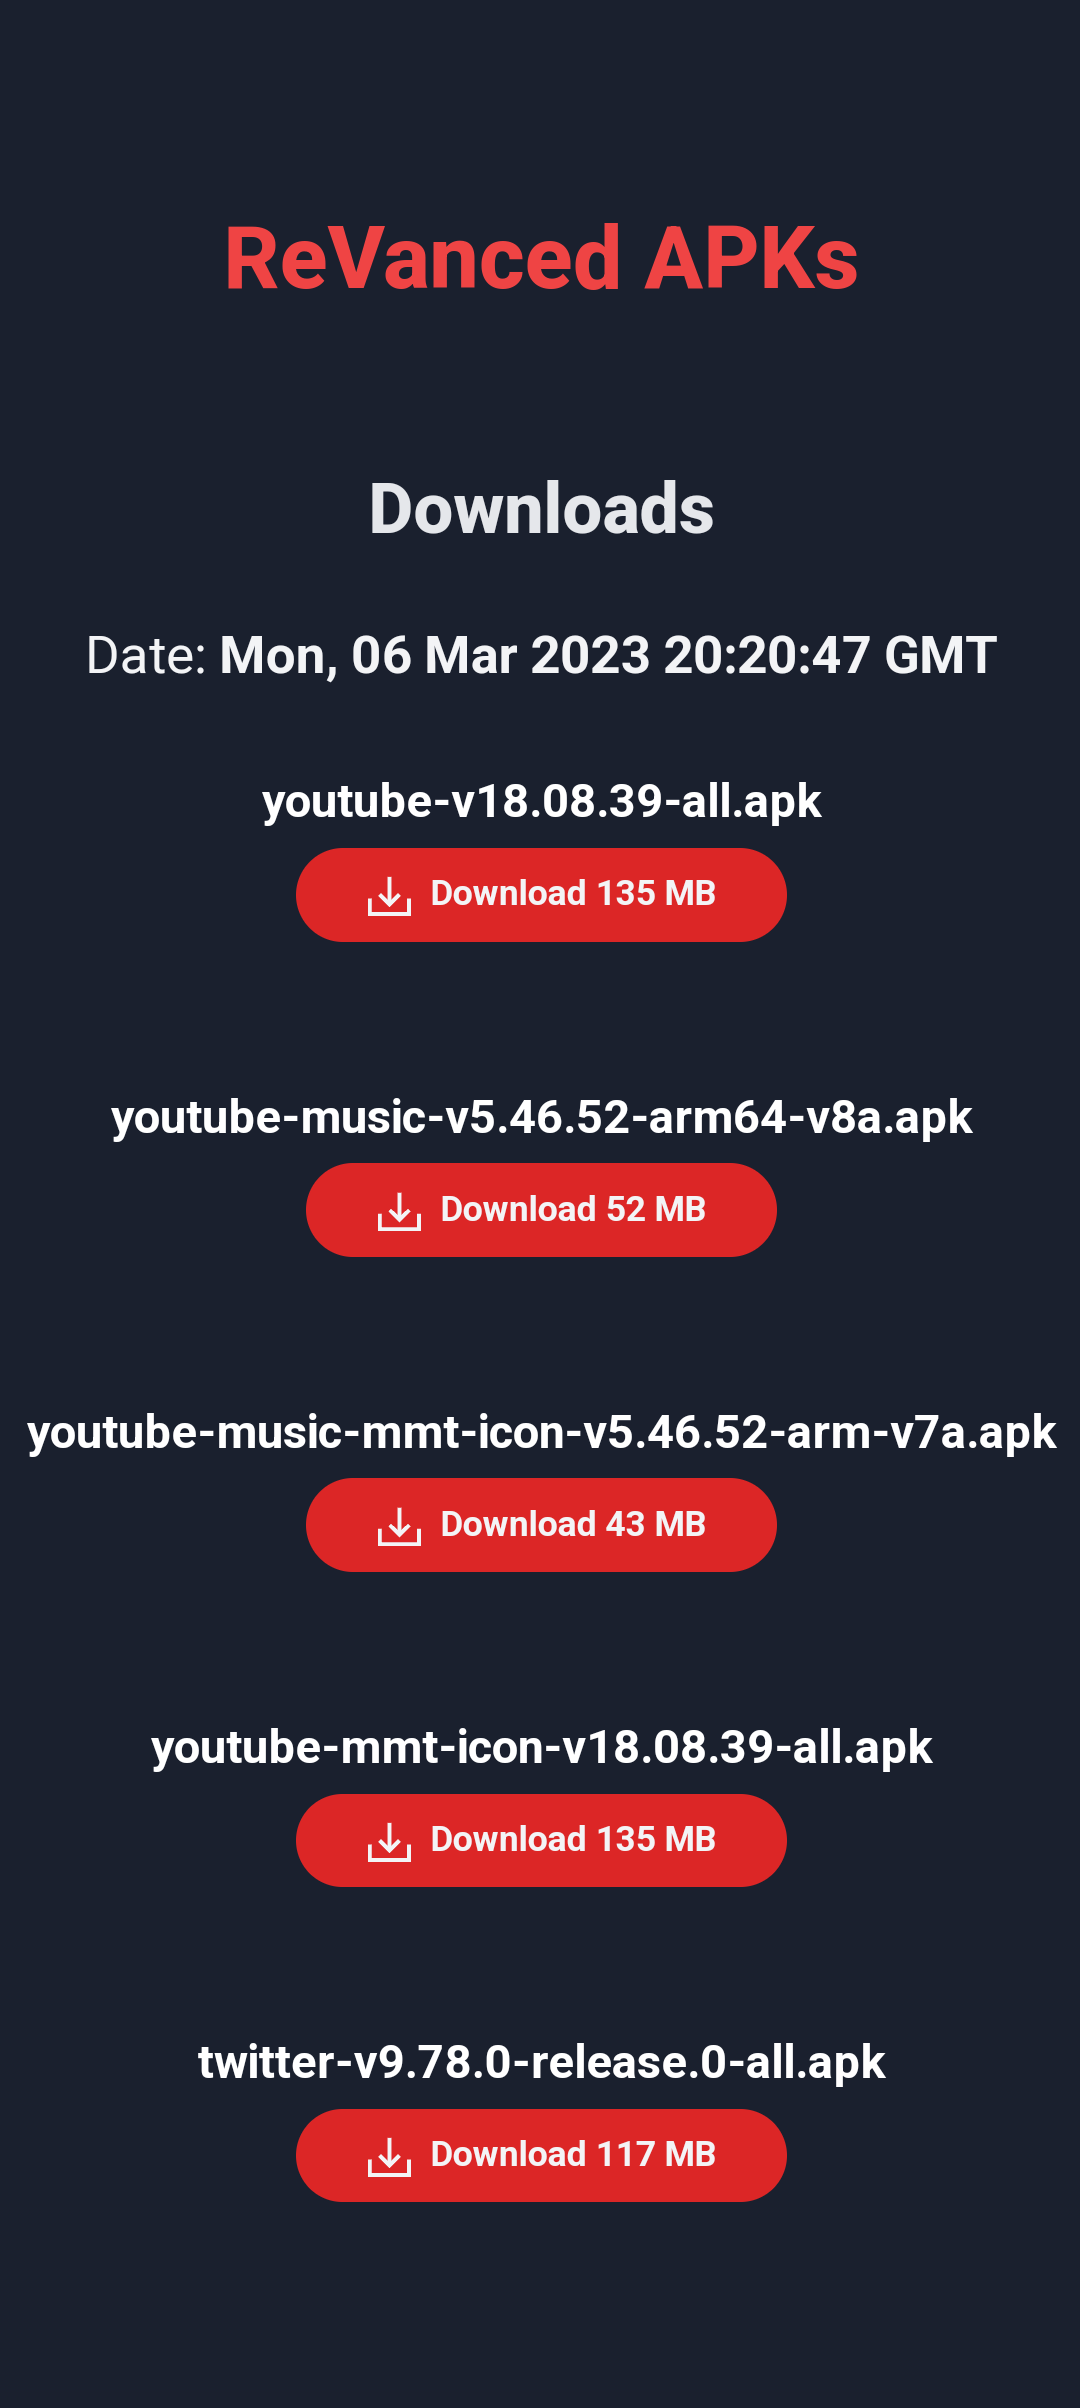 ReVanced APKs
Downloads
Date: Mon, 06 Mar 2023 20:20:47 GMT
youtube-v18.08.39-all.apk
Download 135 MB
youtube-music-v5.46.52-arm64-v8a.apk
Download 52 MB
youtube-music-mmt-icon-v5.46.52-arm-v7a.apk
Download 43 MB
youtube-mmt-icon-v18.08.39-all.apk
Download 135 MB
twitter-v9.78.0-release.0-all.apk
Download 117 MB